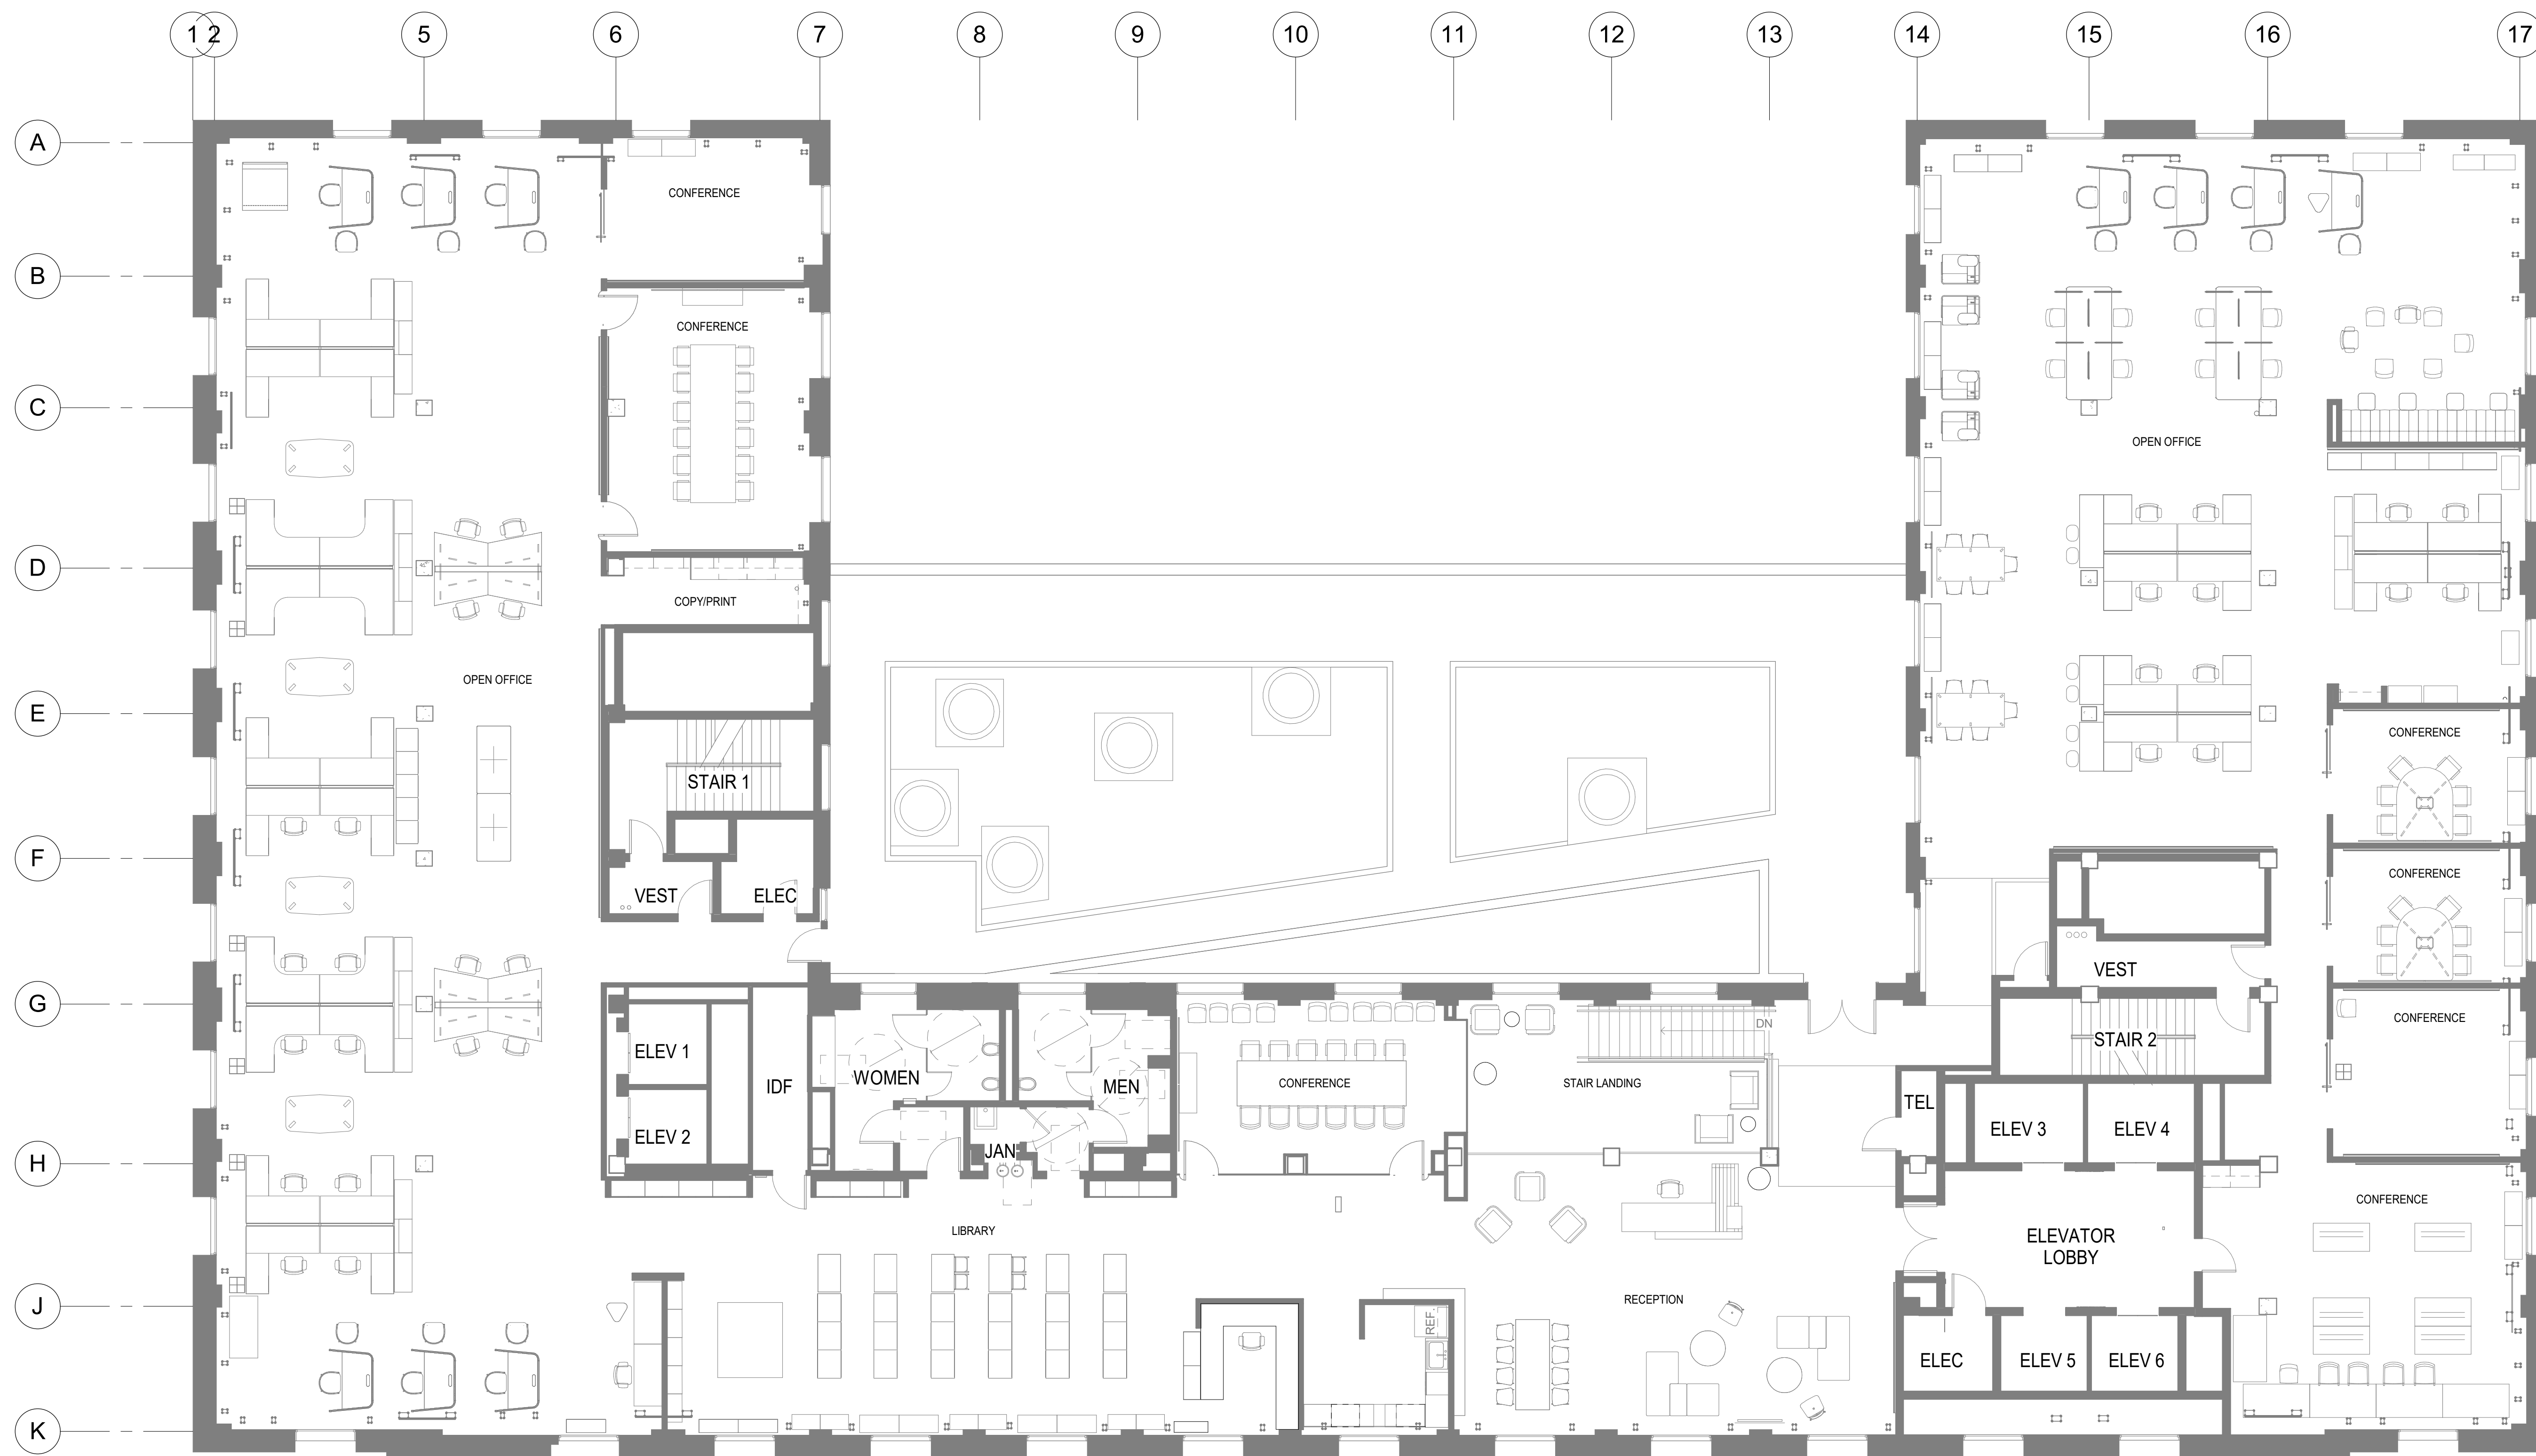 1 2 5 6 7 8 9 10 11 12 13 14 15 16 17
A
CONFERENCE
B
CONFERENCE
C
OPEN OFFICE
D
COPY/PRINT
OPEN OFFICE
E
CONFERENCE
STAIR 1
F
CONFERENCE
VEST
ELEC
VEST
G
CONFERENCE
DN
STAIR 2
ELEV 1
IDF
WOMEN
MEN
CONFERENCE
STAIR LANDING
TEL
ELEV 3
ELEV 4
ELEV 2
JAN
H
CONFERENCE
LIBRARY
ELEVATOR
LOBBY
J
RECEPTION
REF.
ELEC
ELEV 5
ELEV 6
K